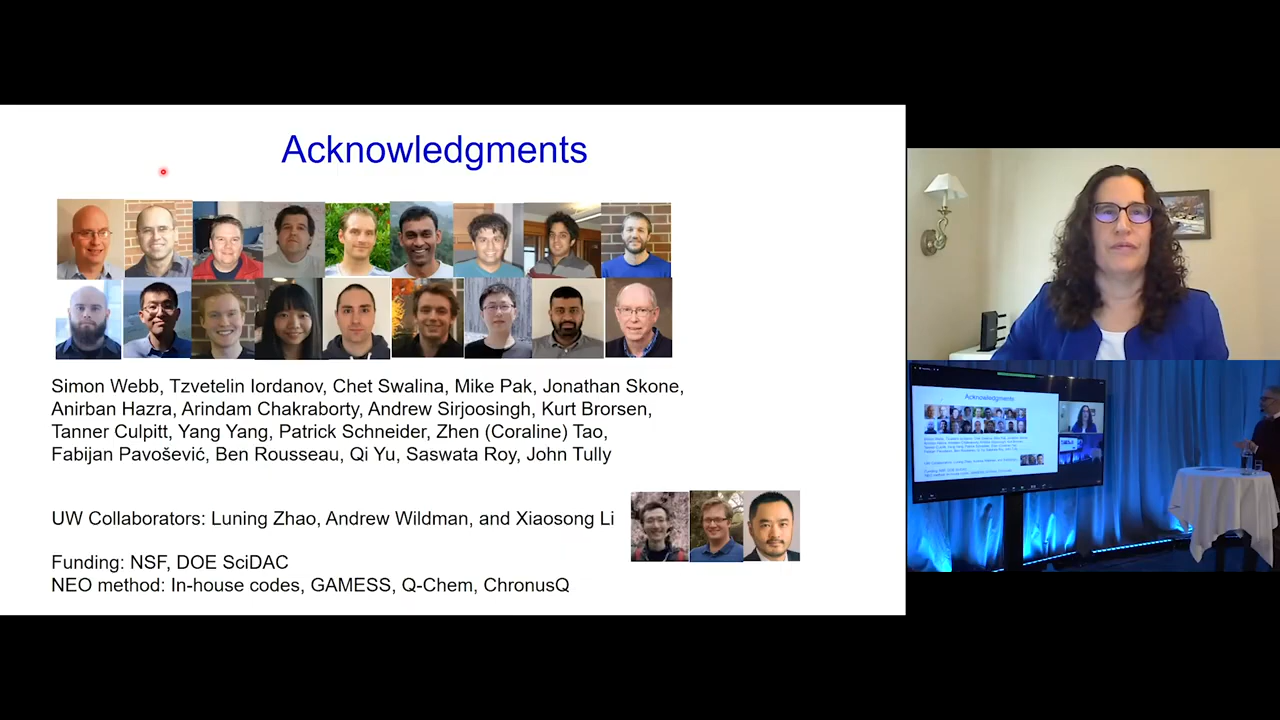 Acknowledgments
Simon Webb, Tzvetelin Iordanov, Chet Swalina, Mike Pak, Jonathan Skone,
Anirban Hazra, Arindam Chakraborty, Andrew Sirjoosingh, Kurt Brorsen,
Tanner Culpitt, Yang Yang, Patrick Schneider, Zhen (Coraline) Tao,
Fabijan Pavošević, Ben Rousseau, Qi Yu, Saswata Roy, John Tully
UW Collaborators: Luning Zhao, Andrew Wildman, and Xiaosong Li
Funding: NSF, DOE SciDAC
NEO method: In-house codes, GAMESS, Q-Chem, ChronusQ
Acknowledgments